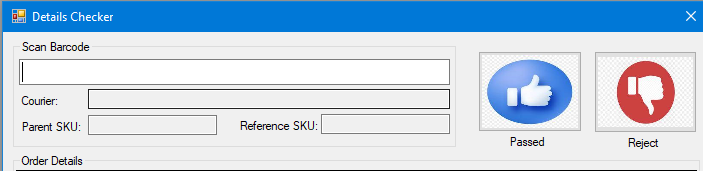 Details Checker
Scan Barcode
Courier:
Parent SKU:
Reference SKU:
Passed
Reject
Order Details